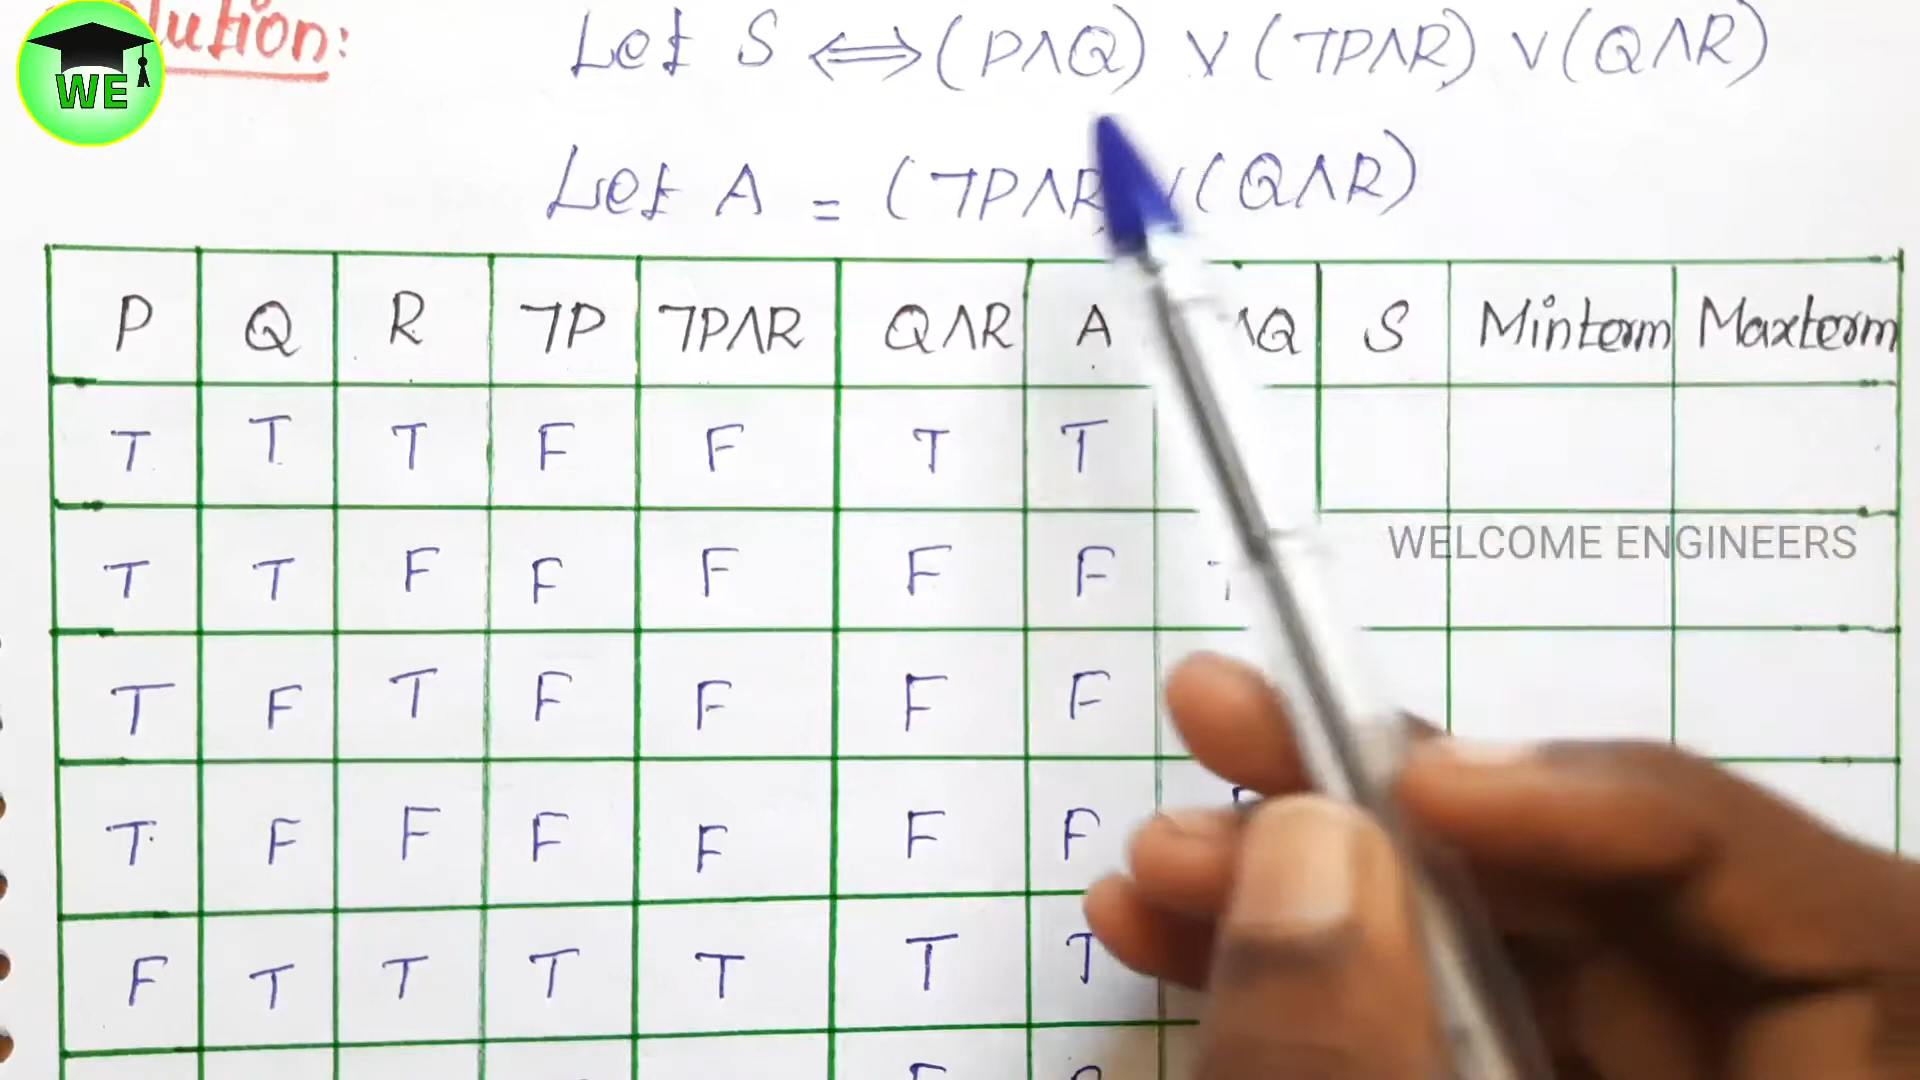 lution:
WE
Let S ⟺ (P∧Q) ∨ (¬P∧R) ∨ (Q∧R)
Let A = (¬P∧R) ∨ (Q∧R)
P Q R ¬P ¬P∧R Q∧R A ∧Q S Minterm Maxterm
T T T F F T T
T T F F F F F T
WELCOME ENGINEERS
T F T F F F F
T F F F F F F
F T T T T T T